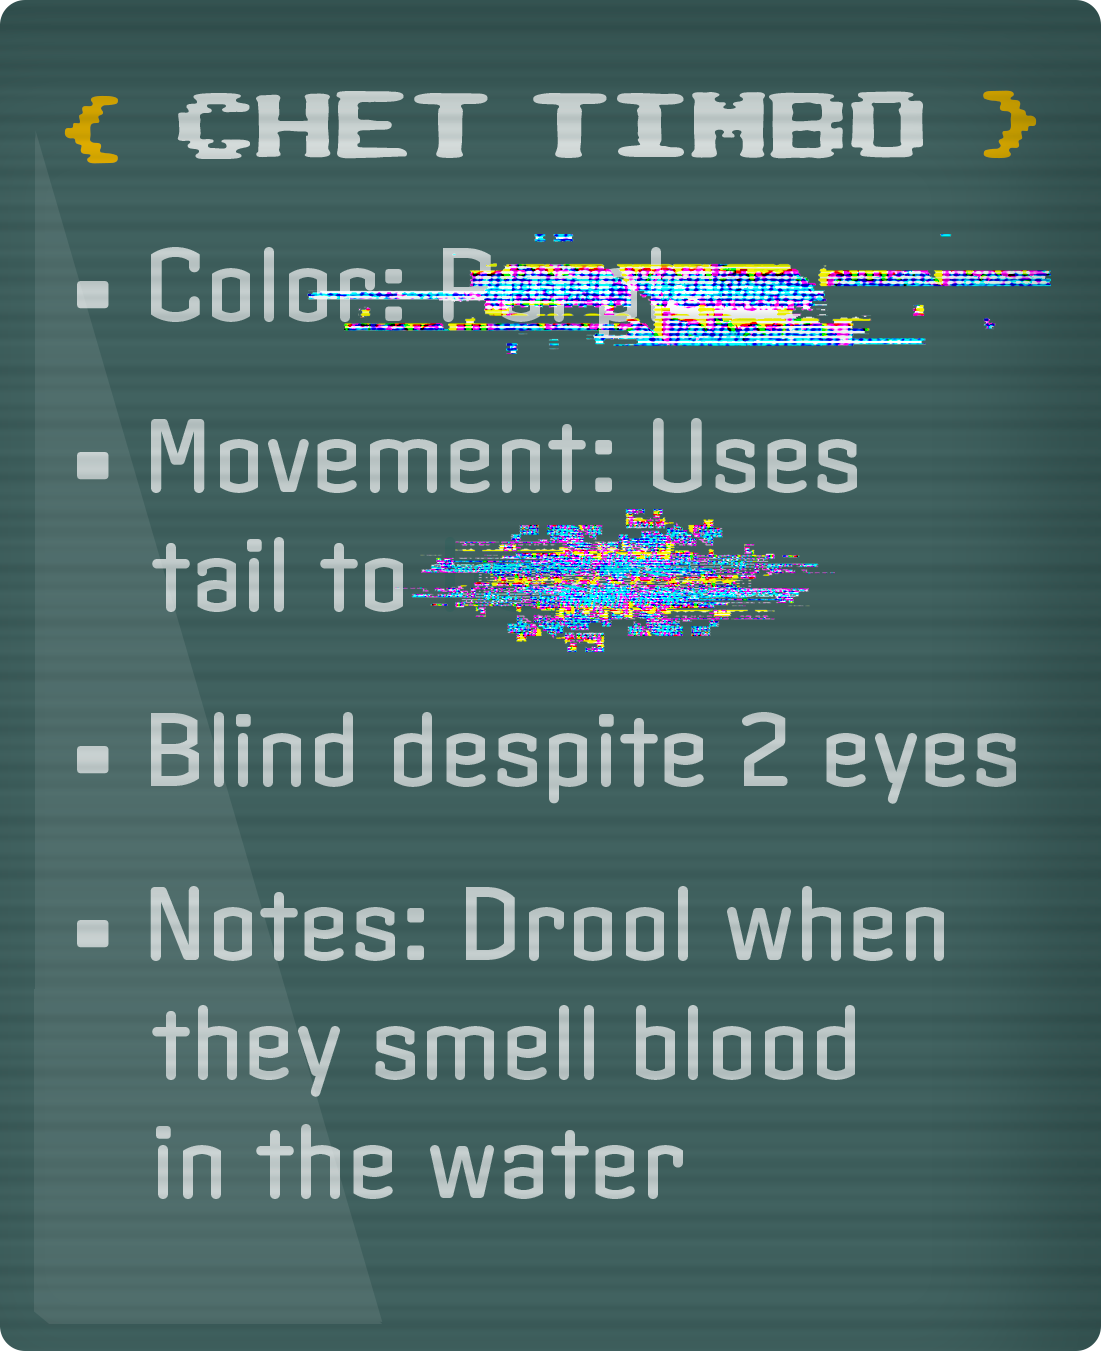 ❮ CHET TIMBO ❯
▪ Color:
▪ Movement: Uses
tail to
▪ Blind despite 2 eyes
▪ Notes: Drool when
they smell blood
in the water